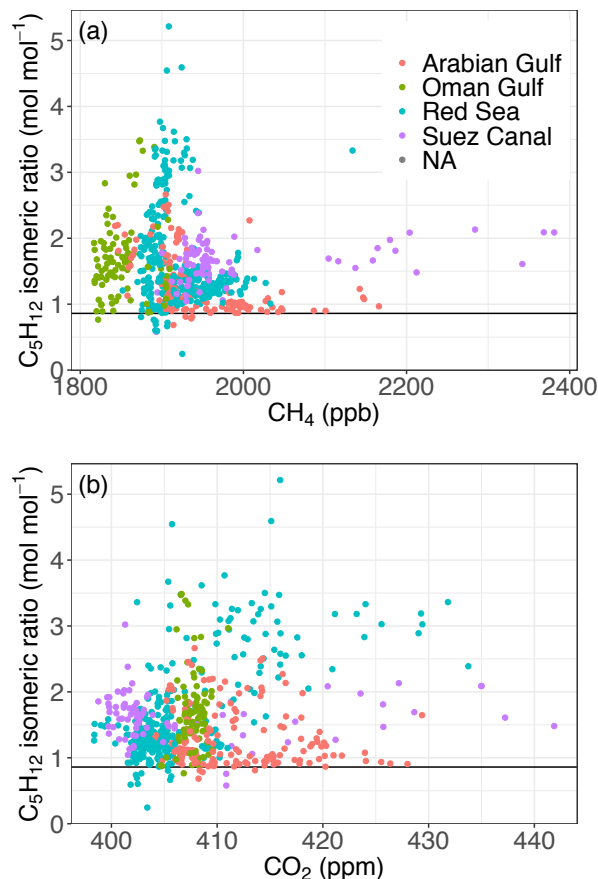 (a)
Arabian Gulf
Oman Gulf
Red Sea
Suez Canal
NA
C₅H₁₂ isomeric ratio (mol mol⁻¹)
5
4
3
2
1
0
1800 2000 2200 2400
CH₄ (ppb)
(b)
C₅H₁₂ isomeric ratio (mol mol⁻¹)
5
4
3
2
1
0
400 410 420 430 440
CO₂ (ppm)